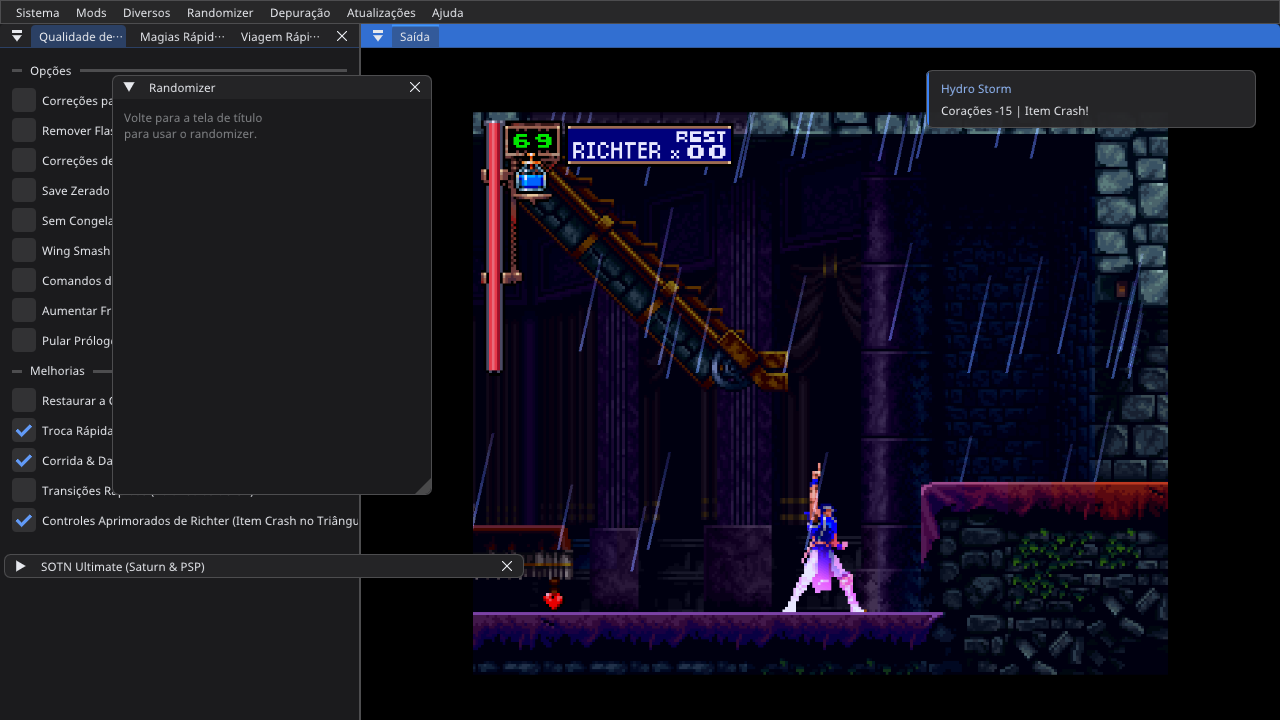 Sistema Mods Diversos Randomizer Depuração Atualizações Ajuda
Qualidade de··· Magias Rápid··· Viagem Rápi···
Saída
Opções
Correções pa
Remover Flas
Correções de
Save Zerado
Sem Congela
Wing Smash
Comandos d
Aumentar Fr
Pular Prólogo
Melhorias
Restaurar a C
Troca Rápida
Corrida & Da
Transições
Controles Aprimorados de Richter (Item Crash no Triângu
Randomizer
Volte para a tela de título
para usar o randomizer.
SOTN Ultimate (Saturn & PSP)
Hydro Storm
Corações -15 | Item Crash!
69
REST
RICHTER x 00